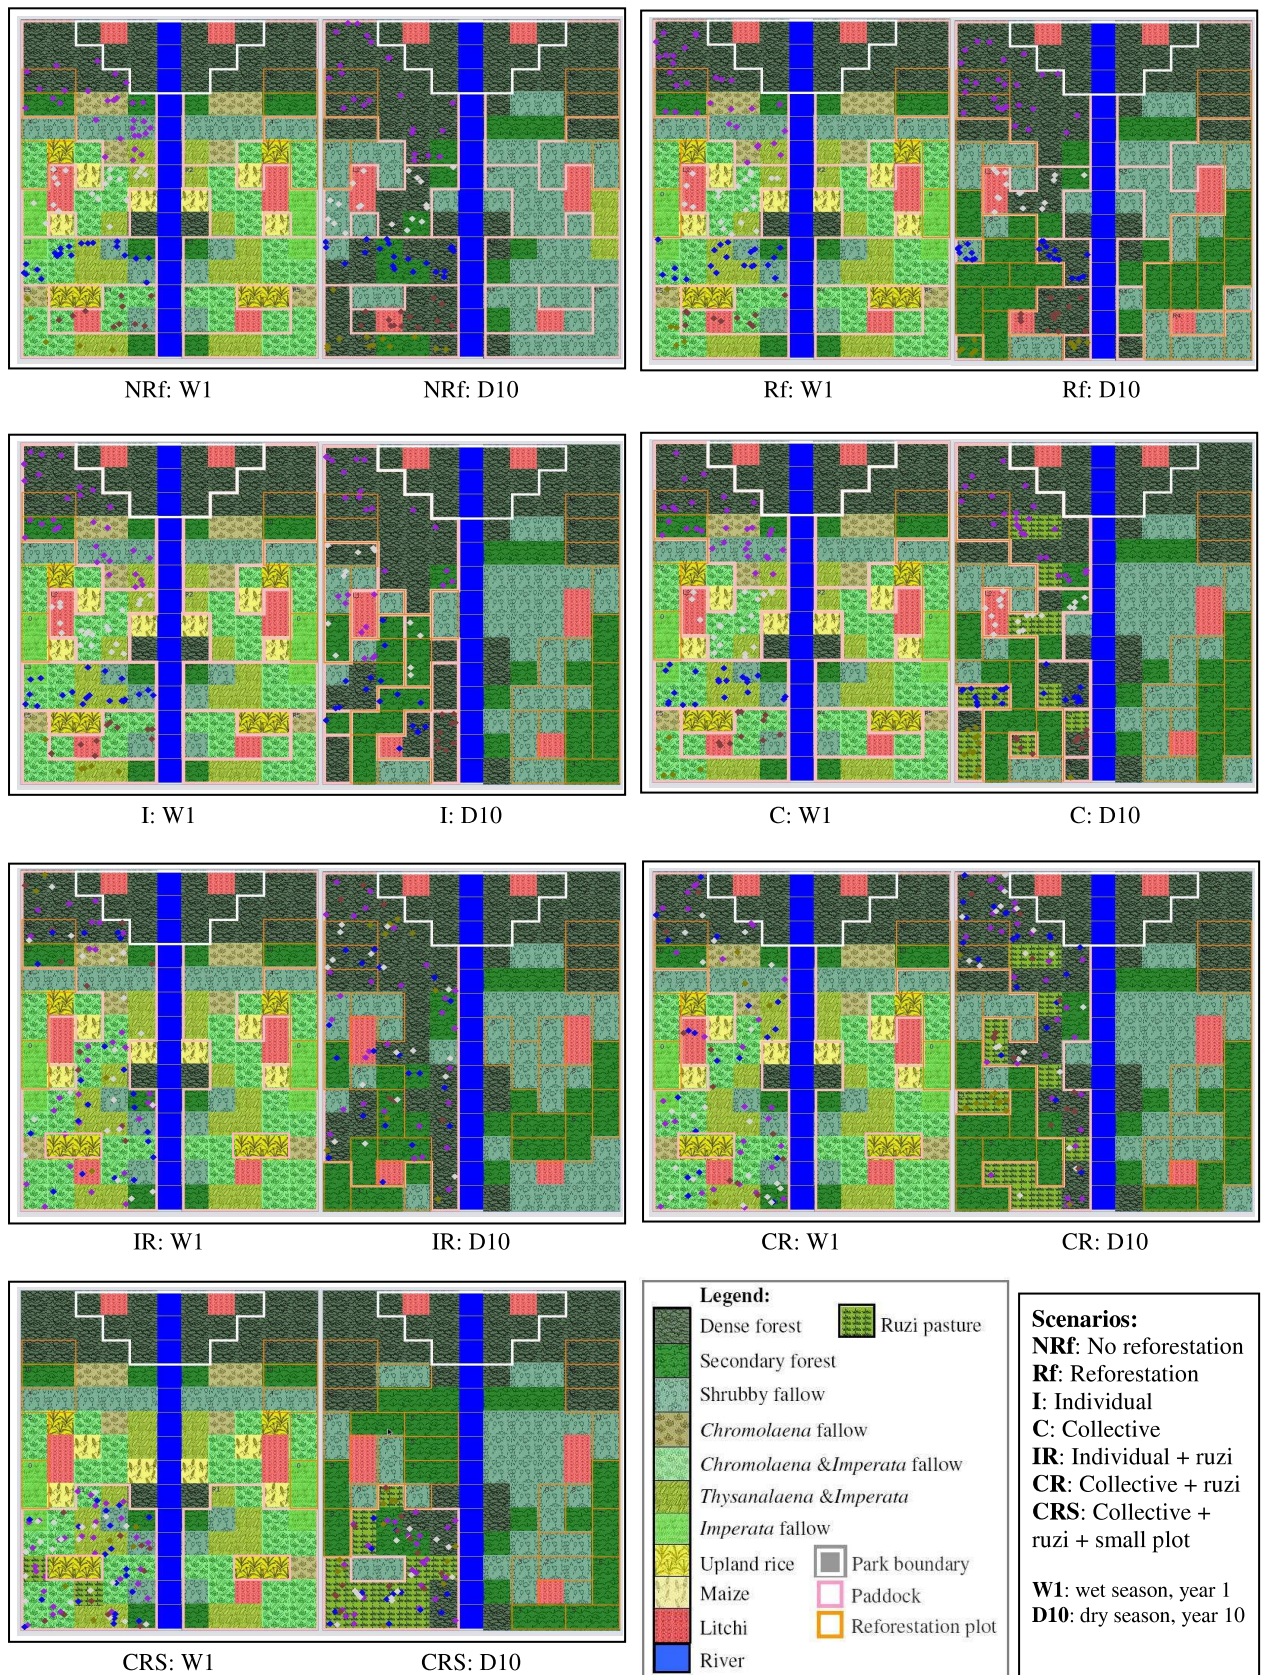 NRf: W1
NRf: D10
Rf: W1
Rf: D10
I: W1
I: D10
C: W1
C: D10
IR: W1
IR: D10
CR: W1
CR: D10
CRS: W1
CRS: D10
Legend:
Dense forest
Ruzi pasture
Secondary forest
Shrubby fallow
Chromolaena fallow
Chromolaena &Imperata fallow
Thysanalaena &Imperata
Imperata fallow
Upland rice
Park boundary
Maize
Paddock
Litchi
Reforestation plot
River
Scenarios:
NRf: No reforestation
Rf: Reforestation
I: Individual
C: Collective
IR: Individual + ruzi
CR: Collective + ruzi
CRS: Collective +
ruzi + small plot
W1: wet season, year 1
D10: dry season, year 10